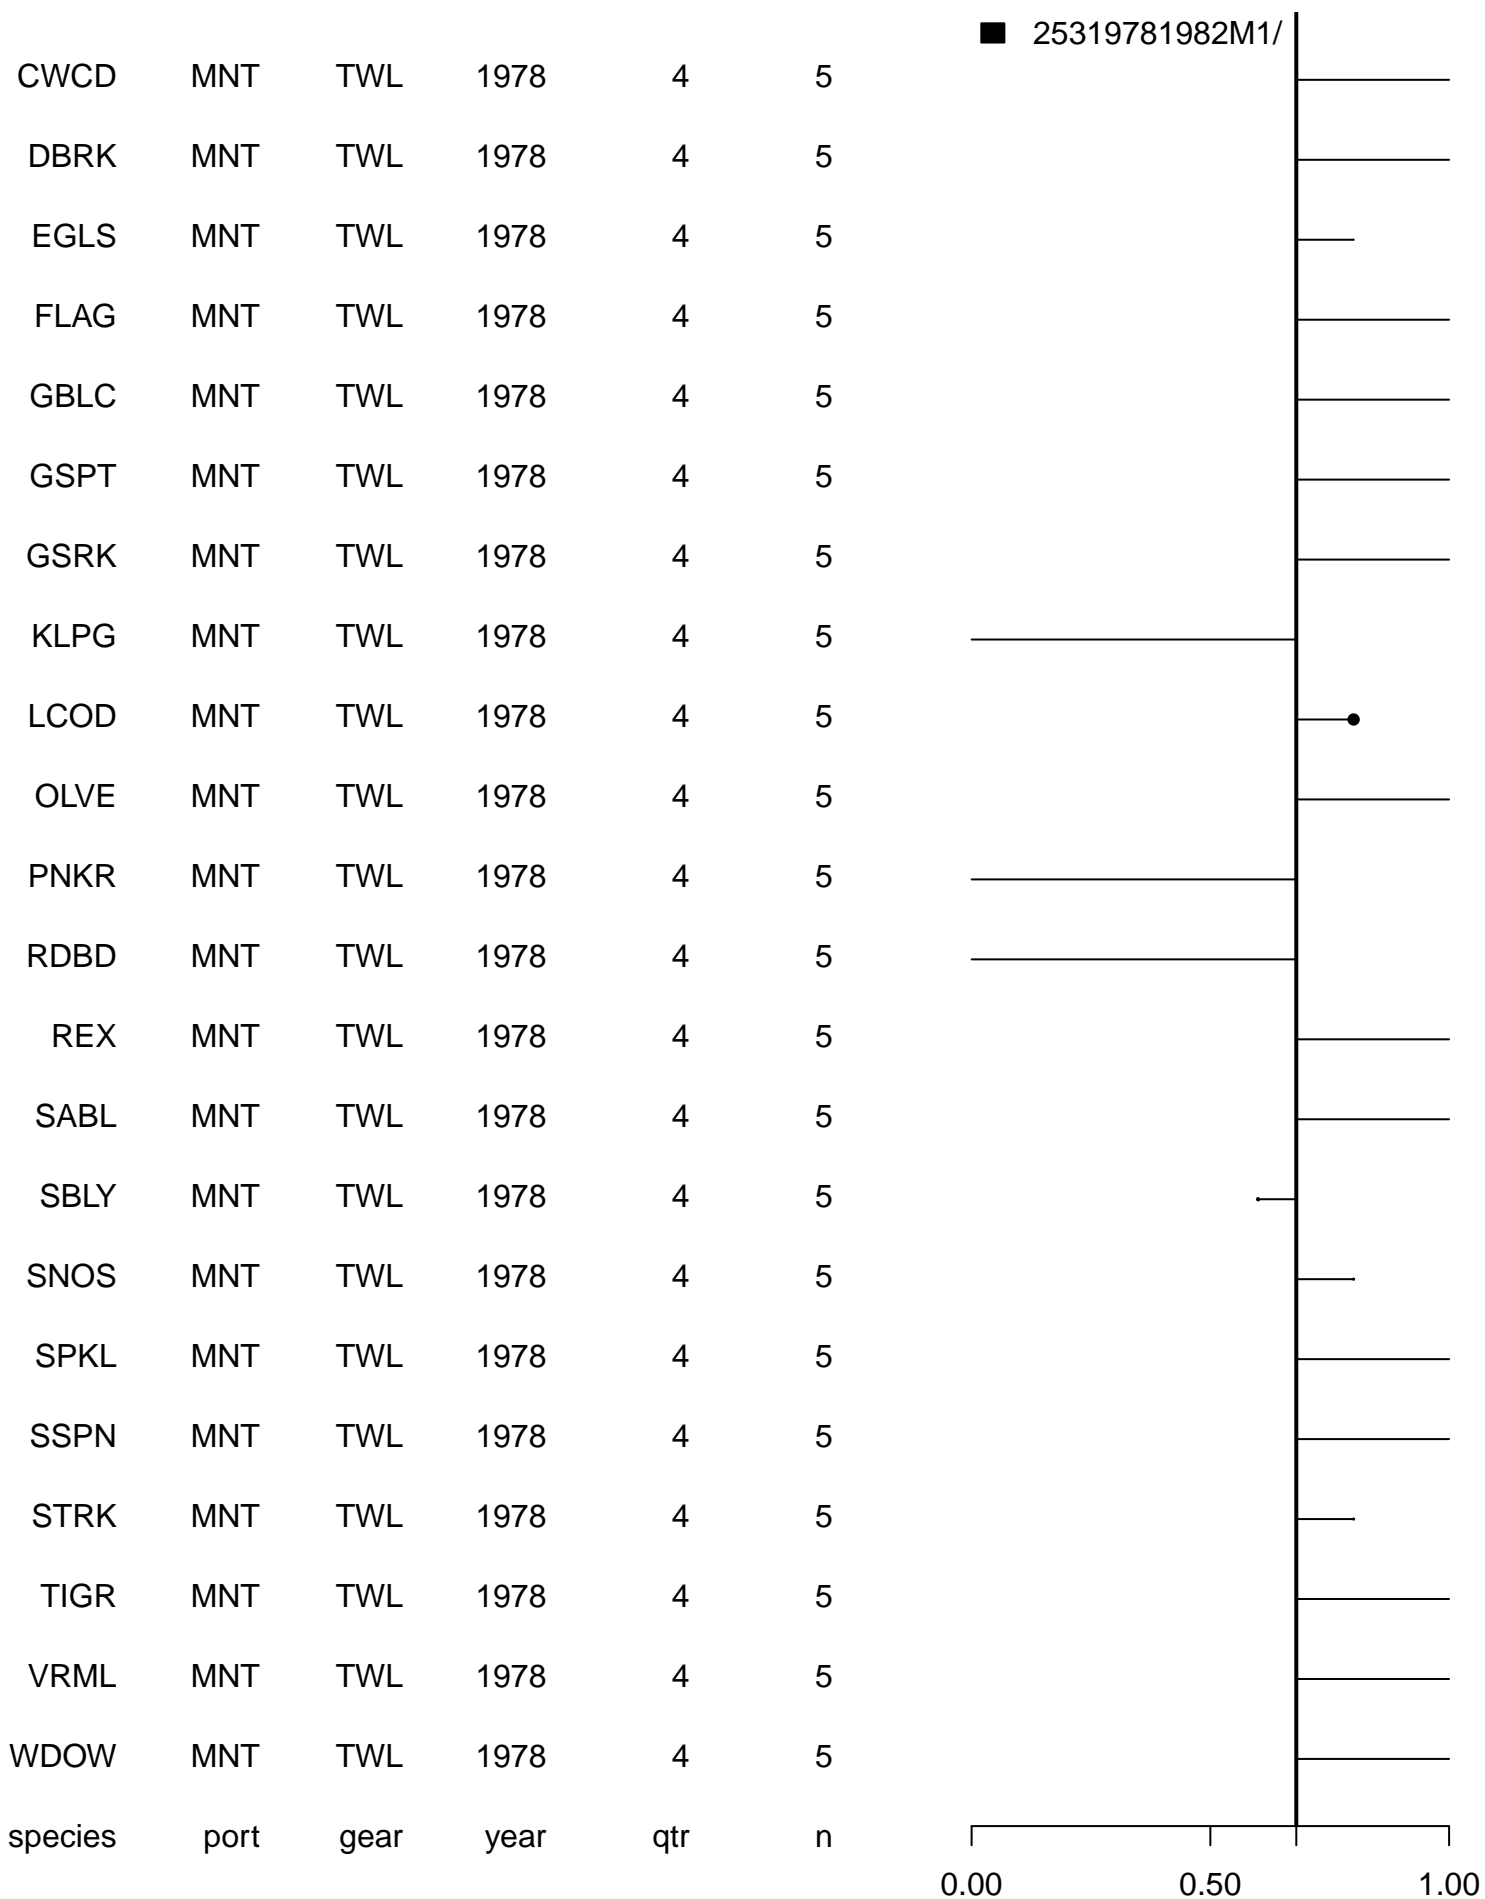 25319781982M1/
CWCD MNT TWL 1978 4 5
DBRK MNT TWL 1978 4 5
EGLS MNT TWL 1978 4 5
FLAG MNT TWL 1978 4 5
GBLC MNT TWL 1978 4 5
GSPT MNT TWL 1978 4 5
GSRK MNT TWL 1978 4 5
KLPG MNT TWL 1978 4 5
LCOD MNT TWL 1978 4 5
OLVE MNT TWL 1978 4 5
PNKR MNT TWL 1978 4 5
RDBD MNT TWL 1978 4 5
REX MNT TWL 1978 4 5
SABL MNT TWL 1978 4 5
SBLY MNT TWL 1978 4 5
SNOS MNT TWL 1978 4 5
SPKL MNT TWL 1978 4 5
SSPN MNT TWL 1978 4 5
STRK MNT TWL 1978 4 5
TIGR MNT TWL 1978 4 5
VRML MNT TWL 1978 4 5
WDOW MNT TWL 1978 4 5
species port gear year qtr n
0.00 0.50 1.00